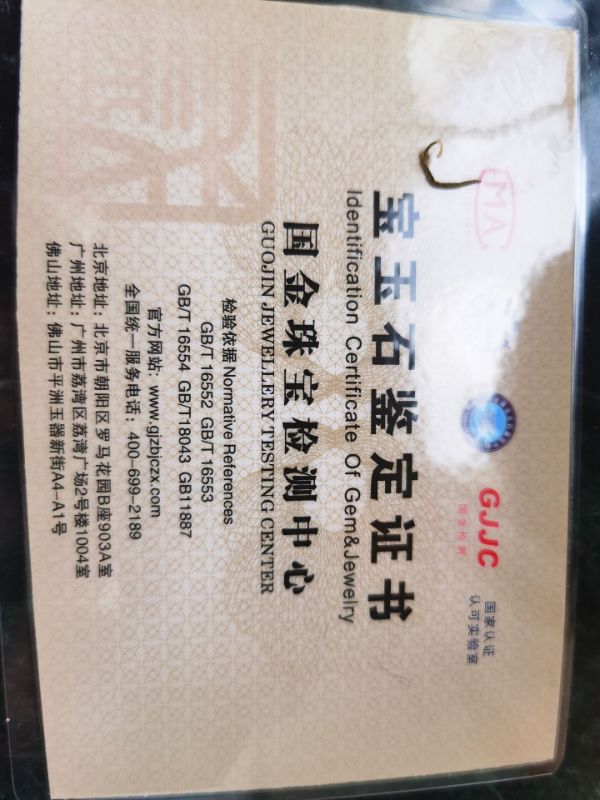 MA
GJJC
国金检测
国家认证
认可实验室
宝玉石鉴定证书
Identification Certificate Of Gem&Jewelry
国金珠宝检测中心
GUOJIN JEWELLERY TESTING CENTER
检验依据 Normative References
GB/T 16552 GB/T 16553
GB/T 16554 GB/T18043 GB11887
官方网站: www.gjzbjczx.com
全国统一服务电话: 400-699-2189
北京地址: 北京市朝阳区罗马花园B座903A室
广州地址: 广州市荔湾区荔湾广场2号楼1004室
佛山地址: 佛山市平洲玉器新街A4-A1号